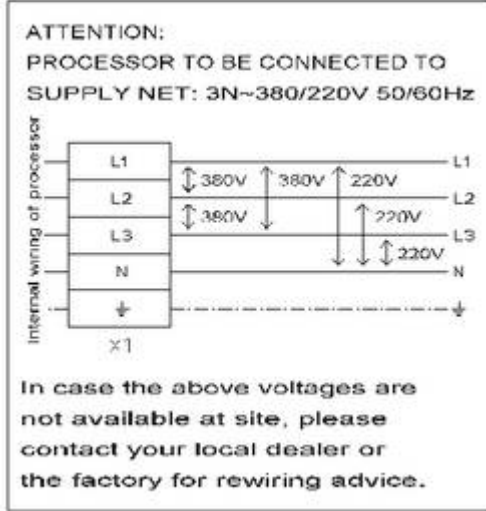 ATTENTION:
PROCESSOR TO BE CONNECTED TO
SUPPLY NET: 3N~380/220V 50/60Hz
Internal wiring of processor
L1 380V 380V 220V L1
L2 380V 220V L2
L3 220V L3
N N
X1
In case the above voltages are
not available at site, please
contact your local dealer or
the factory for rewiring advice.